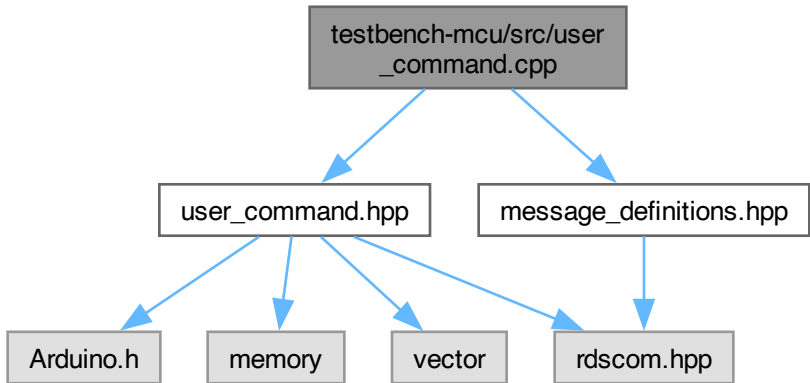 testbench-mcu/src/user
_command.cpp
user_command.hpp
message_definitions.hpp
Arduino.h
memory
vector
rdscom.hpp